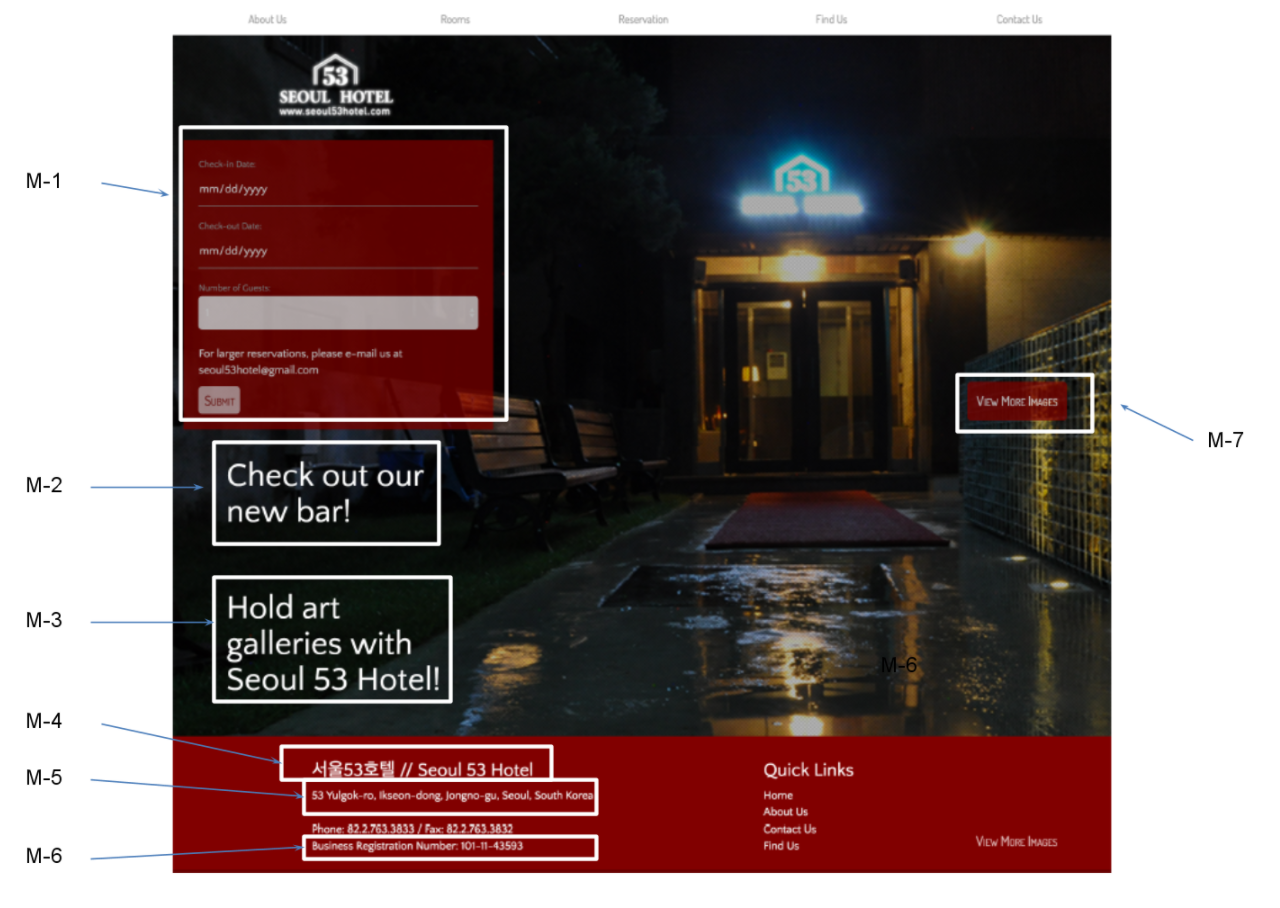 About Us Rooms Reservation Find Us Contact Us
53
SEOUL HOTEL
www.seoul53hotel.com
M-1
Check-in Date:
mm/dd/yyyy
Check-out Date:
mm/dd/yyyy
Number of Guests:
For larger reservations, please e-mail us at
seoul53hotel@gmail.com
Submit
53
View More Images
M-7
M-2
Check out our
new bar!
M-3
Hold art
galleries with
Seoul 53 Hotel!
M-6
M-4
서울53호텔 // Seoul 53 Hotel
M-5
53 Yulgok-ro, Ikseon-dong, Jongno-gu, Seoul, South Korea
Phone: 82.2.763.3833 / Fax: 82.2.763.3832
M-6
Business Registration Number: 101-11-43593
Quick Links
Home
About Us
Contact Us
Find Us
View More Images